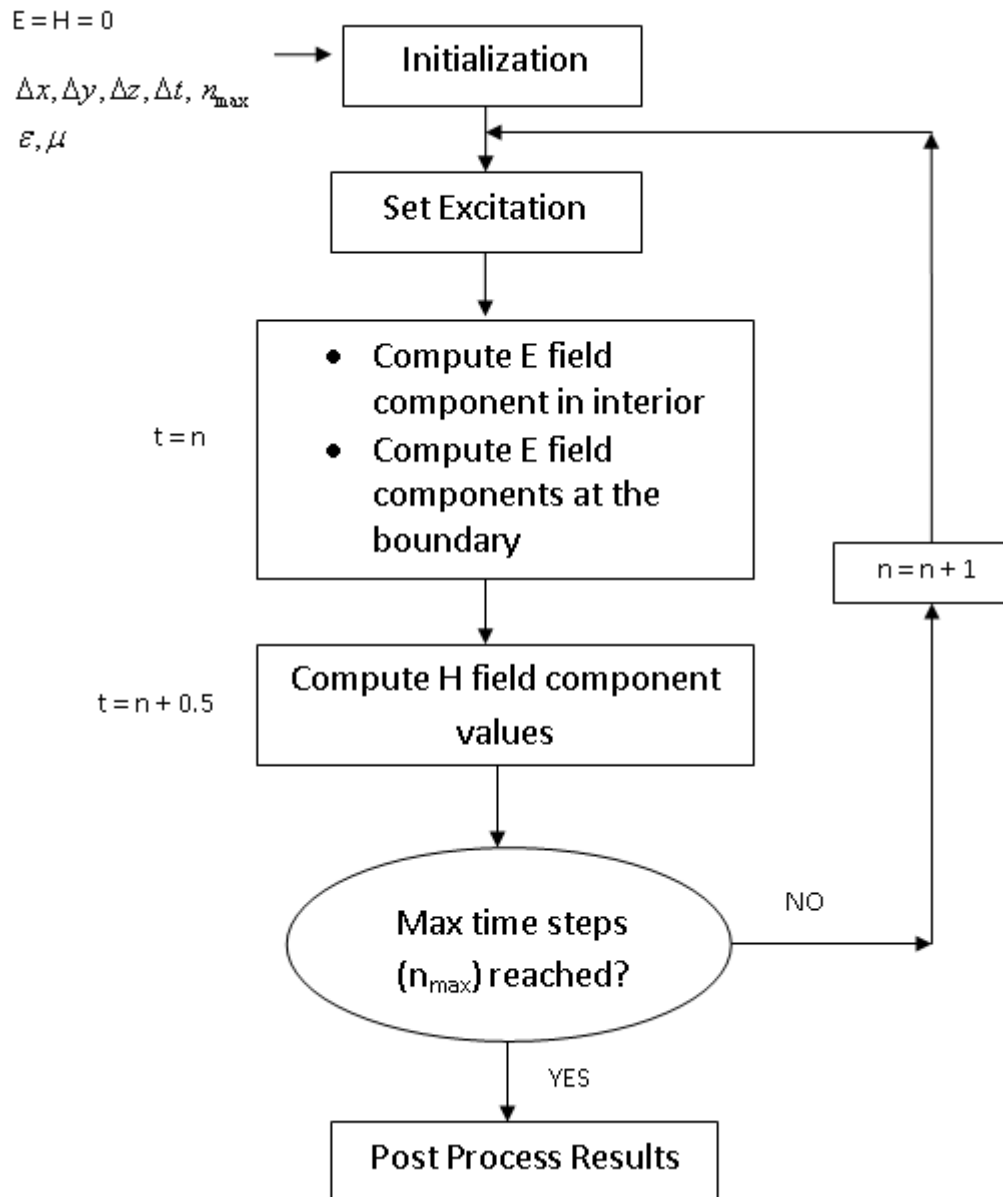 E = H = 0
Δx, Δy, Δz, Δt, n_max
ε, μ
Initialization
Set Excitation
t = n
• Compute E field
component in interior
• Compute E field
components at the
boundary
n = n + 1
t = n + 0.5
Compute H field component
values
Max time steps
(n_max) reached?
NO
YES
Post Process Results